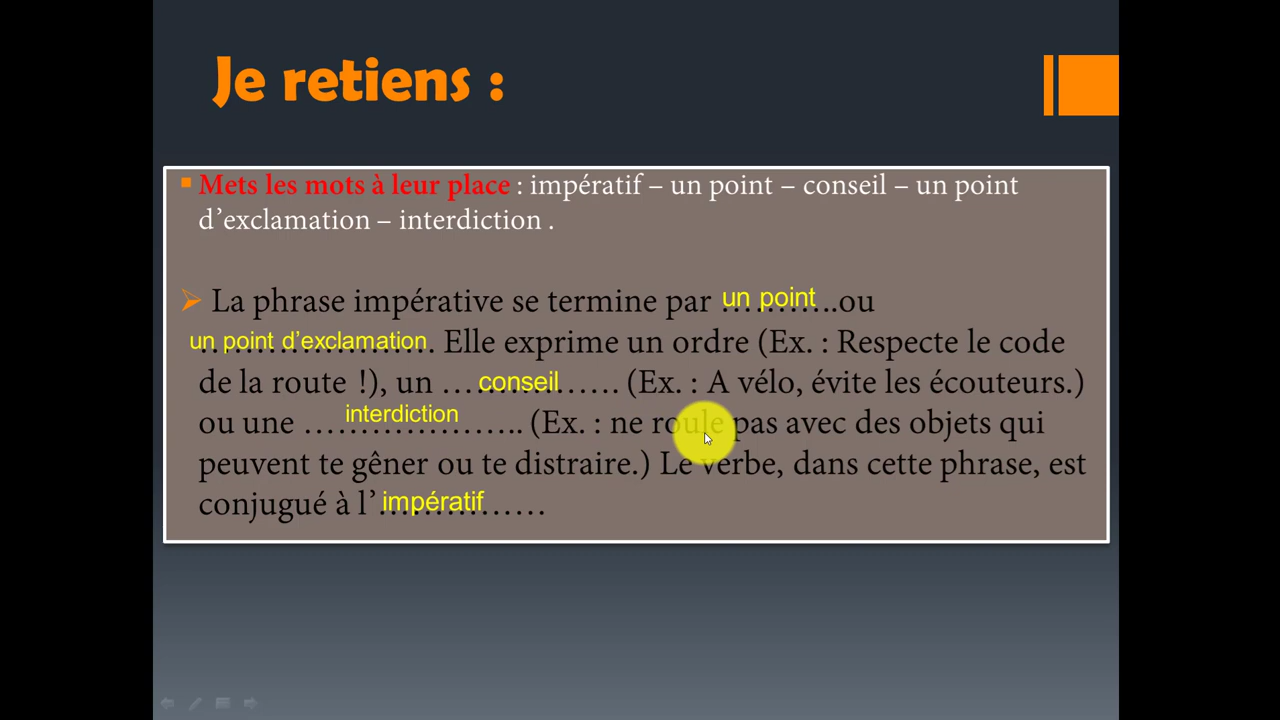 Je retiens :
Mets les mots à leur place : impératif – un point – conseil – un point
d’exclamation – interdiction .
La phrase impérative se termine par un point ………..ou
un point d’exclamation …………………. Elle exprime un ordre (Ex. : Respecte le code
de la route !), un …conseil…… (Ex. : A vélo, évite les écouteurs.)
ou une interdiction ……………….. (Ex. : ne roule pas avec des objets qui
peuvent te gêner ou te distraire.) Le verbe, dans cette phrase, est
conjugué à l’impératif……………